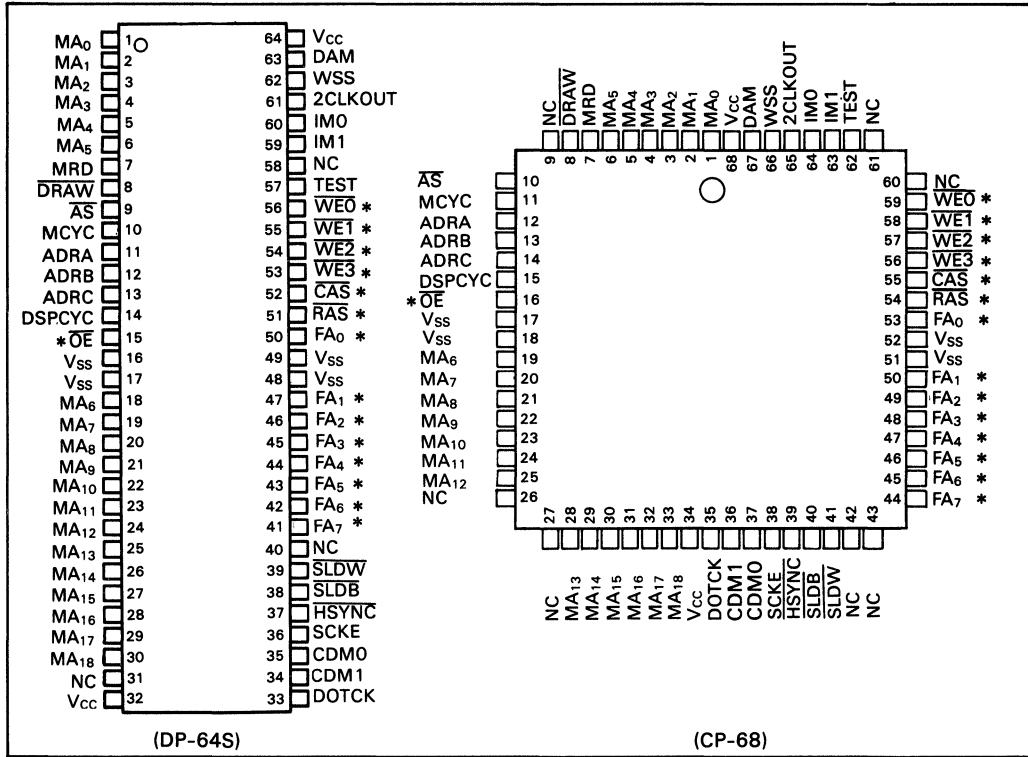 MA0 1 64 VCC
MA1 2 63 DAM
MA2 3 62 WSS
MA3 4 61 2CLKOUT
MA4 5 60 IM0
MA5 6 59 IM1
MRD 7 58 NC
DRAW 8 57 TEST
AS 9 56 WE0 *
MCYC 10 55 WE1 *
ADRA 11 54 WE2 *
ADRB 12 53 WE3 *
ADRC 13 52 CAS *
DSPCYC 14 51 RAS *
* OE 15 50 FA0 *
VSS 16 49 VSS
VSS 17 48 VSS
MA6 18 47 FA1 *
MA7 19 46 FA2 *
MA8 20 45 FA3 *
MA9 21 44 FA4 *
MA10 22 43 FA5 *
MA11 23 42 FA6 *
MA12 24 41 FA7 *
MA13 25 40 NC
MA14 26 39 SLDW
MA15 27 38 SLDB
MA16 28 37 HSYNC
MA17 29 36 SCKE
MA18 30 35 CDM0
NC 31 34 CDM1
VCC 32 33 DOTCK
(DP-64S)
NC DRAW MRD MA5 MA4 MA3 MA2 MA1 MA0 VCC DAM WSS 2CLKOUT IM0 IM1 TEST NC
9 8 7 6 5 4 3 2 1 68 67 66 65 64 63 62 61
AS 10 60 NC
MCYC 11 59 WE0 *
ADRA 12 58 WE1 *
ADRB 13 57 WE2 *
ADRC 14 56 WE3 *
DSPCYC 15 55 CAS *
* OE 16 54 RAS *
VSS 17 53 FA0 *
VSS 18 52 VSS
MA6 19 51 VSS
MA7 20 50 FA1 *
MA8 21 49 FA2 *
MA9 22 48 FA3 *
MA10 23 47 FA4 *
MA11 24 46 FA5 *
MA12 25 45 FA6 *
NC 26 44 FA7 *
27 28 29 30 31 32 33 34 35 36 37 38 39 40 41 42 43
NC MA13 MA14 MA15 MA16 MA17 MA18 VCC DOTCK CDM1 CDM0 SCKE HSYNC SLDB SLDW NC NC
(CP-68)